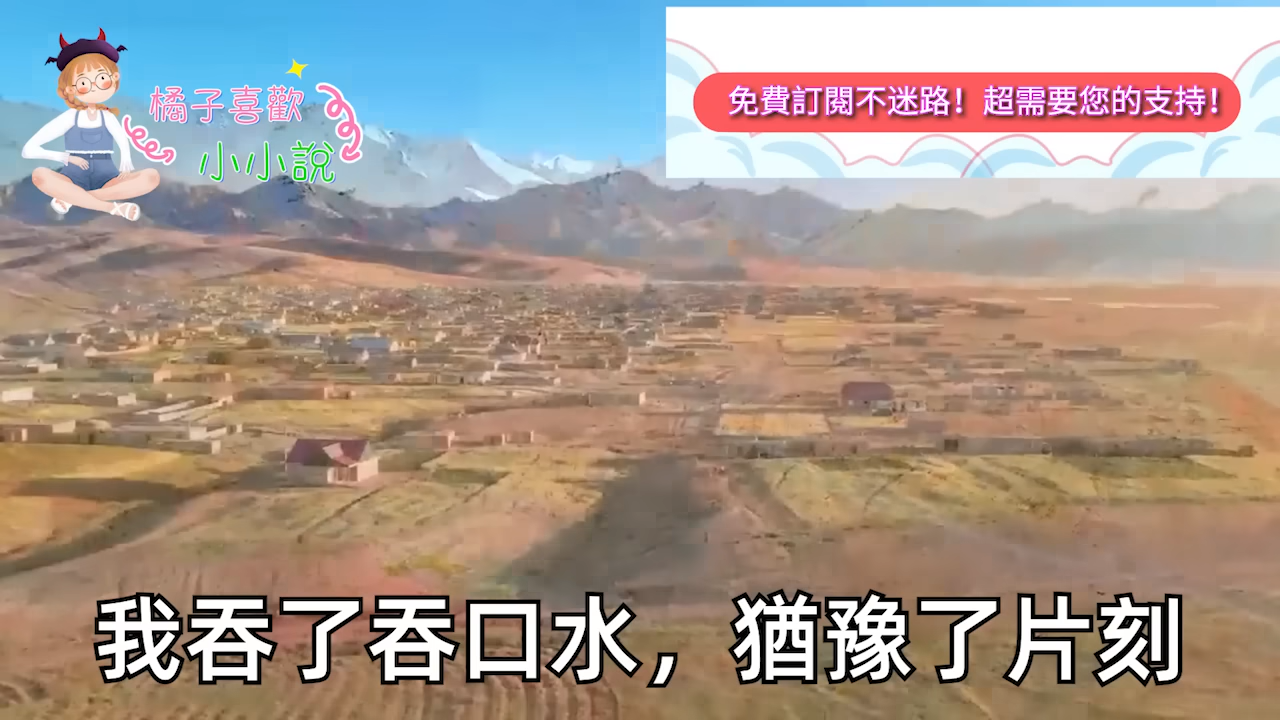 橘子喜歡
小小說
免費訂閱不迷路！超需要您的支持！
我吞了吞口水，猶豫了片刻